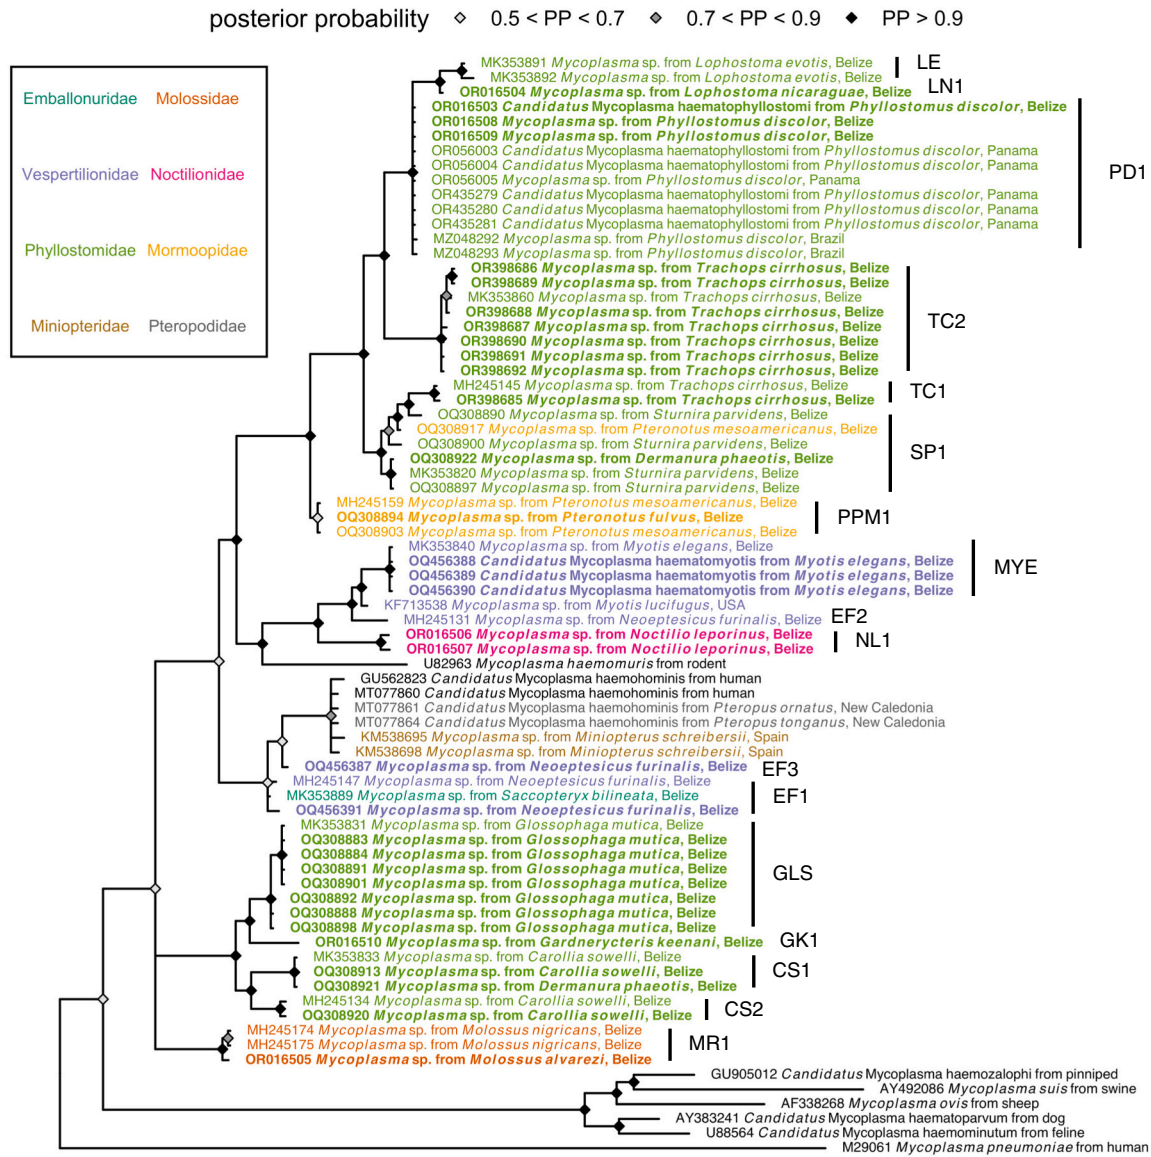 posterior probability 0.5 < PP < 0.7 0.7 < PP < 0.9 PP > 0.9
Emballonuridae Molossidae
Vespertilionidae Noctilionidae
Phyllostomidae Mormoopidae
Miniopteridae Pteropodidae
MK353891 Mycoplasma sp. from Lophostoma evotis, Belize
LE
MK353892 Mycoplasma sp. from Lophostoma evotis, Belize
OR016504 Mycoplasma sp. from Lophostoma nicaraguae, Belize
LN1
OR016503 Candidatus Mycoplasma haematophyllostomi from Phyllostomus discolor, Belize
OR016508 Mycoplasma sp. from Phyllostomus discolor, Belize
OR016509 Mycoplasma sp. from Phyllostomus discolor, Belize
OR056003 Candidatus Mycoplasma haematophyllostomi from Phyllostomus discolor, Panama
OR056004 Candidatus Mycoplasma haematophyllostomi from Phyllostomus discolor, Panama
PD1
OR056005 Mycoplasma sp. from Phyllostomus discolor, Panama
OR435279 Candidatus Mycoplasma haematophyllostomi from Phyllostomus discolor, Panama
OR435280 Candidatus Mycoplasma haematophyllostomi from Phyllostomus discolor, Panama
OR435281 Candidatus Mycoplasma haematophyllostomi from Phyllostomus discolor, Panama
MZ048292 Mycoplasma sp. from Phyllostomus discolor, Brazil
MZ048293 Mycoplasma sp. from Phyllostomus discolor, Brazil
OR398686 Mycoplasma sp. from Trachops cirrhosus, Belize
OR398689 Mycoplasma sp. from Trachops cirrhosus, Belize
MK353860 Mycoplasma sp. from Trachops cirrhosus, Belize
OR398688 Mycoplasma sp. from Trachops cirrhosus, Belize
TC2
OR398687 Mycoplasma sp. from Trachops cirrhosus, Belize
OR398690 Mycoplasma sp. from Trachops cirrhosus, Belize
OR398691 Mycoplasma sp. from Trachops cirrhosus, Belize
OR398692 Mycoplasma sp. from Trachops cirrhosus, Belize
MH245145 Mycoplasma sp. from Trachops cirrhosus, Belize
TC1
OR398685 Mycoplasma sp. from Trachops cirrhosus, Belize
OQ308890 Mycoplasma sp. from Sturnira parvidens, Belize
OQ308917 Mycoplasma sp. from Pteronotus mesoamericanus, Belize
OQ308900 Mycoplasma sp. from Sturnira parvidens, Belize
SP1
OQ308922 Mycoplasma sp. from Dermanura phaeotis, Belize
MK353820 Mycoplasma sp. from Sturnira parvidens, Belize
OQ308897 Mycoplasma sp. from Sturnira parvidens, Belize
MH245159 Mycoplasma sp. from Pteronotus mesoamericanus, Belize
OQ308894 Mycoplasma sp. from Pteronotus fulvus, Belize
PPM1
OQ308903 Mycoplasma sp. from Pteronotus mesoamericanus, Belize
MK353840 Mycoplasma sp. from Myotis elegans, Belize
OQ456388 Candidatus Mycoplasma haematomyotis from Myotis elegans, Belize
MYE
OQ456389 Candidatus Mycoplasma haematomyotis from Myotis elegans, Belize
OQ456390 Candidatus Mycoplasma haematomyotis from Myotis elegans, Belize
KF713538 Mycoplasma sp. from Myotis lucifugus, USA
MH245131 Mycoplasma sp. from Neoeptesicus furinalis, Belize
EF2
OR016506 Mycoplasma sp. from Noctilio leporinus, Belize
NL1
OR016507 Mycoplasma sp. from Noctilio leporinus, Belize
U82963 Mycoplasma haemomuris from rodent
GU562823 Candidatus Mycoplasma haemohominis from human
MT077860 Candidatus Mycoplasma haemohominis from human
MT077861 Candidatus Mycoplasma haemohominis from Pteropus ornatus, New Caledonia
MT077864 Candidatus Mycoplasma haemohominis from Pteropus tonganus, New Caledonia
KM538695 Mycoplasma sp. from Miniopterus schreibersii, Spain
KM538698 Mycoplasma sp. from Miniopterus schreibersii, Spain
OQ456387 Mycoplasma sp. from Neoeptesicus furinalis, Belize
EF3
MH245147 Mycoplasma sp. from Neoeptesicus furinalis, Belize
MK353889 Mycoplasma sp. from Saccopteryx bilineata, Belize
EF1
OQ456391 Mycoplasma sp. from Neoeptesicus furinalis, Belize
MK353831 Mycoplasma sp. from Glossophaga mutica, Belize
OQ308883 Mycoplasma sp. from Glossophaga mutica, Belize
OQ308884 Mycoplasma sp. from Glossophaga mutica, Belize
OQ308891 Mycoplasma sp. from Glossophaga mutica, Belize
GLS
OQ308901 Mycoplasma sp. from Glossophaga mutica, Belize
OQ308892 Mycoplasma sp. from Glossophaga mutica, Belize
OQ308888 Mycoplasma sp. from Glossophaga mutica, Belize
OQ308898 Mycoplasma sp. from Glossophaga mutica, Belize
OR016510 Mycoplasma sp. from Gardnerycteris keenani, Belize
GK1
MK353833 Mycoplasma sp. from Carollia sowelli, Belize
OQ308913 Mycoplasma sp. from Carollia sowelli, Belize
CS1
OQ308921 Mycoplasma sp. from Dermanura phaeotis, Belize
MH245134 Mycoplasma sp. from Carollia sowelli, Belize
CS2
OQ308920 Mycoplasma sp. from Carollia sowelli, Belize
MH245174 Mycoplasma sp. from Molossus nigricans, Belize
MH245175 Mycoplasma sp. from Molossus nigricans, Belize
MR1
OR016505 Mycoplasma sp. from Molossus alvarezi, Belize
GU905012 Candidatus Mycoplasma haemozalophi from pinniped
AY492086 Mycoplasma suis from swine
AF338268 Mycoplasma ovis from sheep
AY383241 Candidatus Mycoplasma haematoparvum from dog
U88564 Candidatus Mycoplasma haemominutum from feline
M29061 Mycoplasma pneumoniae from human